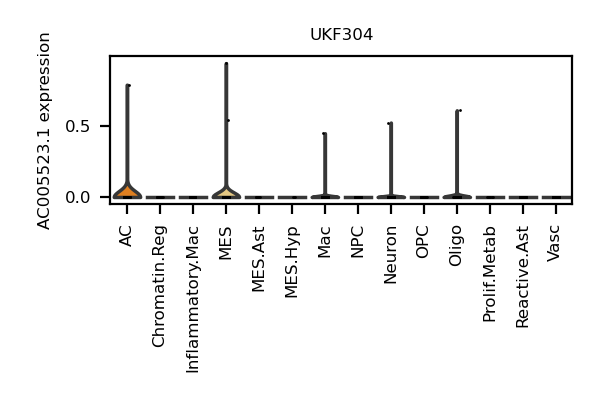 UKF304
AC005523.1 expression
0.5
0.0
AC
Chromatin.Reg
Inflammatory.Mac
MES
MES.Ast
MES.Hyp
Mac
NPC
Neuron
OPC
Oligo
Prolif.Metab
Reactive.Ast
Vasc